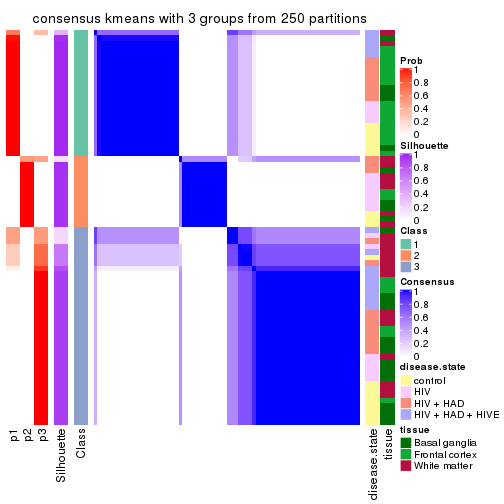 consensus kmeans with 3 groups from 250 partitions
p1
p2
p3
Silhouette
Class
disease.state
tissue
Prob
1
0.8
0.6
0.4
0.2
0
Silhouette
1
0.8
0.6
0.4
0.2
0
Class
1
2
3
Consensus
1
0.8
0.6
0.4
0.2
0
disease.state
control
HIV
HIV + HAD
HIV + HAD + HIVE
tissue
Basal ganglia
Frontal cortex
White matter